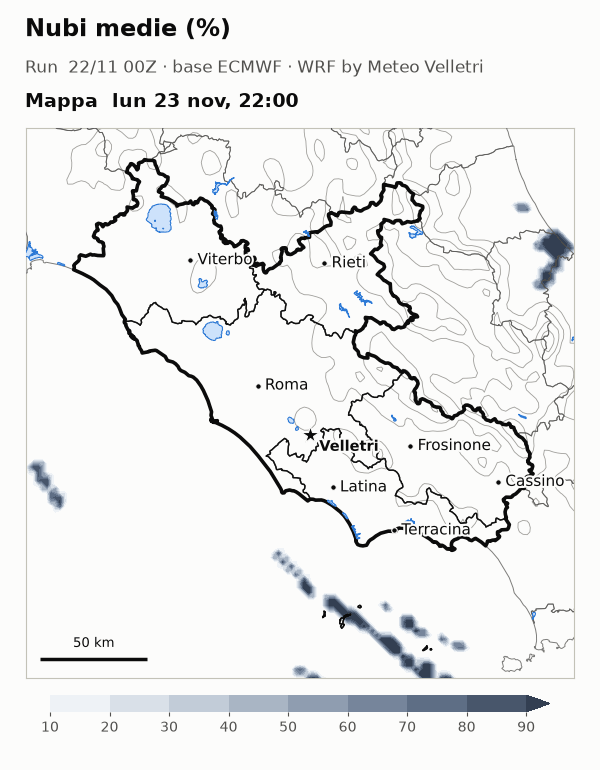 Nubi medie (%)
Run 22/11 00Z · base ECMWF · WRF by Meteo Velletri
Mappa lun 23 nov, 22:00
Viterbo
Rieti
Roma
Velletri
Frosinone
Latina
Cassino
Terracina
50 km
10 20 30 40 50 60 70 80 90